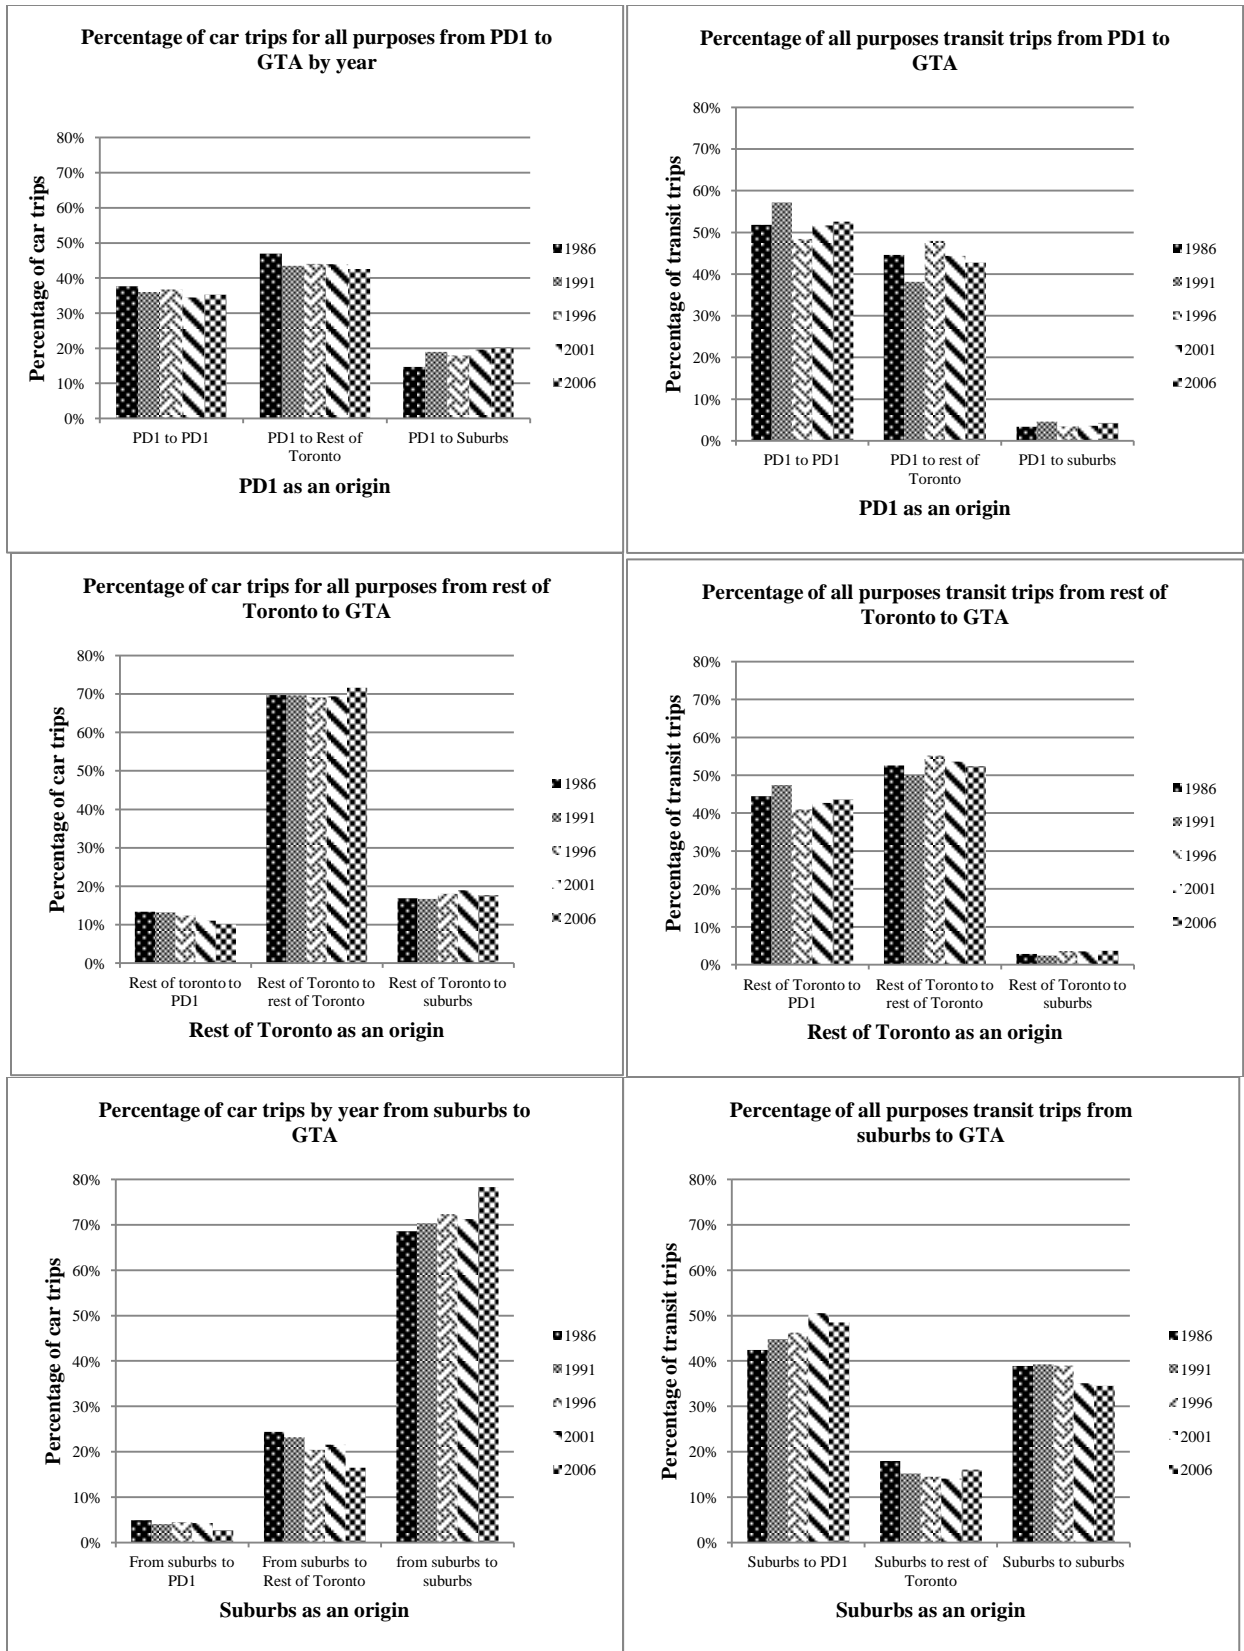 Percentage of car trips for all purposes from PD1 to
GTA by year
80%
70%
60%
50%
40%
30%
20%
10%
0%
Percentage of car trips
PD1 to PD1
PD1 to Rest of
Toronto
PD1 to Suburbs
PD1 as an origin
1986
1991
1996
2001
2006
Percentage of all purposes transit trips from PD1 to
GTA
80%
70%
60%
50%
40%
30%
20%
10%
0%
Percentage of transit trips
PD1 to PD1
PD1 to rest of
Toronto
PD1 to suburbs
PD1 as an origin
1986
1991
1996
2001
2006
Percentage of car trips for all purposes from rest of
Toronto to GTA
80%
70%
60%
50%
40%
30%
20%
10%
0%
Percentage of car trips
Rest of toronto to
PD1
Rest of Toronto to
rest of Toronto
Rest of Toronto to
suburbs
Rest of Toronto as an origin
1986
1991
1996
2001
2006
Percentage of all purposes transit trips from rest of
Toronto to GTA
80%
70%
60%
50%
40%
30%
20%
10%
0%
Percentage of transit trips
Rest of Toronto to
PD1
Rest of Toronto to
rest of Toronto
Rest of Toronto to
suburbs
Rest of Toronto as an origin
1986
1991
1996
2001
2006
Percentage of car trips by year from suburbs to
GTA
80%
70%
60%
50%
40%
30%
20%
10%
0%
Percentage of car trips
From suburbs to
PD1
From suburbs to
Rest of Toronto
from suburbs to
suburbs
Suburbs as an origin
1986
1991
1996
2001
2006
Percentage of all purposes transit trips from
suburbs to GTA
80%
70%
60%
50%
40%
30%
20%
10%
0%
Percentage of transit trips
Suburbs to PD1
Suburbs to rest of
Toronto
Suburbs to suburbs
Suburbs as an origin
1986
1991
1996
2001
2006